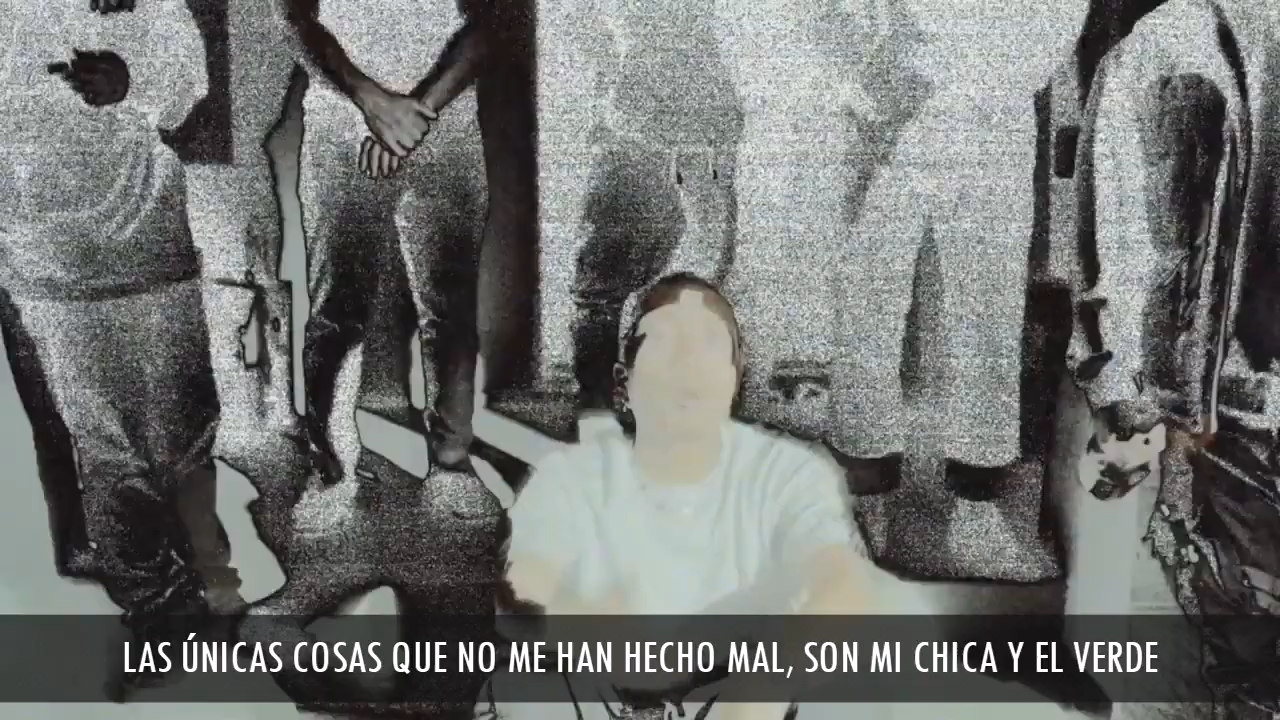 LAS ÚNICAS COSAS QUE NO ME HAN HECHO MAL, SON MI CHICA Y EL VERDE